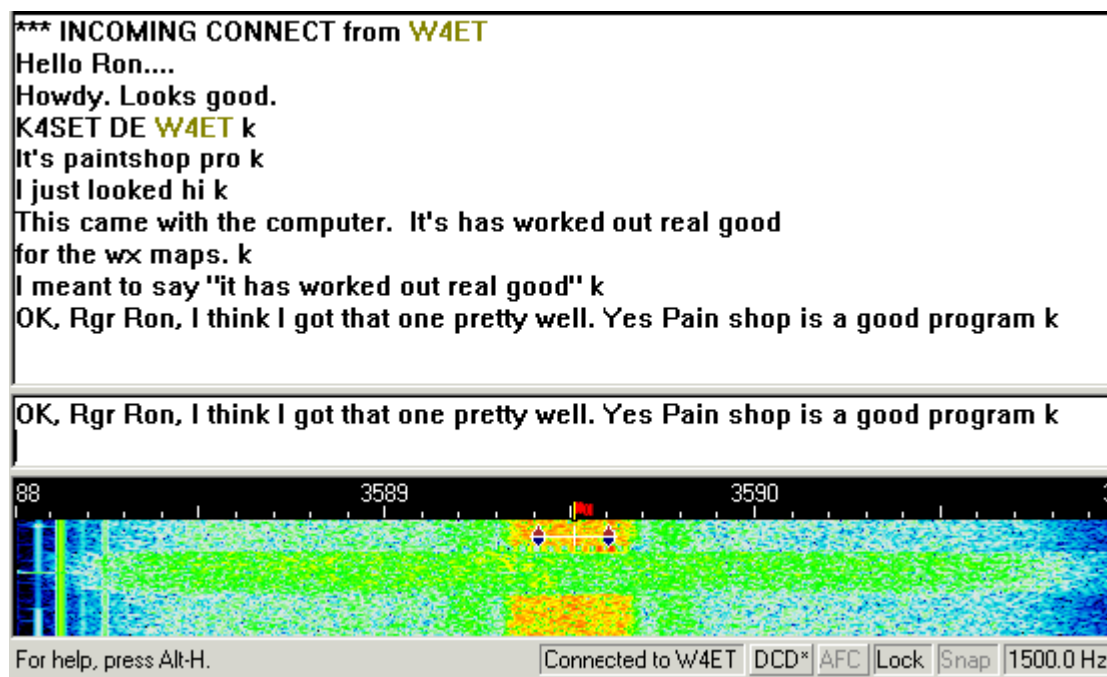 *** INCOMING CONNECT from W4ET
Hello Ron....
Howdy. Looks good.
K4SET DE W4ET k
It's paintshop pro k
I just looked hi k
This came with the computer.  It's has worked out real good
for the wx maps. k
I meant to say "it has worked out real good" k
OK, Rgr Ron, I think I got that one pretty well. Yes Pain shop is a good program k
OK, Rgr Ron, I think I got that one pretty well. Yes Pain shop is a good program k
88 3589 3590
For help, press Alt-H. Connected to W4ET DCD* AFC Lock Snap 1500.0 Hz